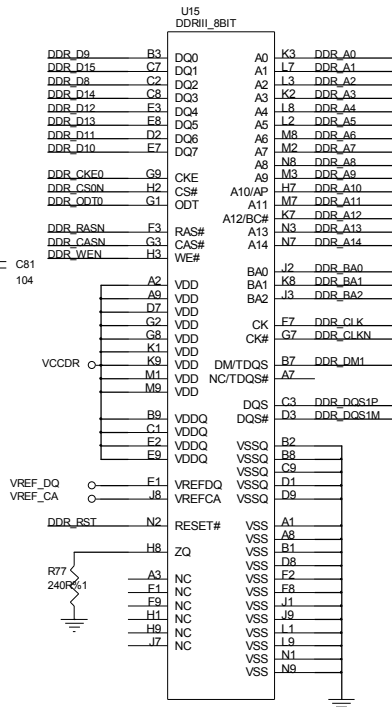 U15
DDRIII_8BIT
DDR_D9 B3 DQ0
DDR_D15 C7 DQ1
DDR_D8 C2 DQ2
DDR_D14 C8 DQ3
DDR_D12 E3 DQ4
DDR_D13 E8 DQ5
DDR_D11 D2 DQ6
DDR_D10 E7 DQ7
DDR_CKE0 G9 CKE
DDR_CS0N H2 CS#
DDR_ODT0 G1 ODT
DDR_RASN F3 RAS#
DDR_CASN G3 CAS#
DDR_WEN H3 WE#
C81
104
A2 VDD
A9 VDD
D7 VDD
G2 VDD
G8 VDD
K1 VDD
VCCDR K9 VDD
M1 VDD
M9 VDD
B9 VDDQ
C1 VDDQ
E2 VDDQ
E9 VDDQ
VREF_DQ E1 VREFDQ
VREF_CA J8 VREFCA
DDR_RST N2 RESET#
H8 ZQ
R77
240R%1
A3 NC
F1 NC
F9 NC
H1 NC
H9 NC
J7 NC
A0 K3 DDR_A0
A1 L7 DDR_A1
A2 L3 DDR_A2
A3 K2 DDR_A3
A4 L8 DDR_A4
A5 L2 DDR_A5
A6 M8 DDR_A6
A7 M2 DDR_A7
A8 N8 DDR_A8
A9 M3 DDR_A9
A10/AP H7 DDR_A10
A11 M7 DDR_A11
A12/BC# K7 DDR_A12
A13 N3 DDR_A13
A14 N7 DDR_A14
BA0 J2 DDR_BA0
BA1 K8 DDR_BA1
BA2 J3 DDR_BA2
CK F7 DDR_CLK
CK# G7 DDR_CLKN
DM/TDQS B7 DDR_DM1
NC/TDQS# A7
DQS C3 DDR_DQS1P
DQS# D3 DDR_DQS1M
VSSQ B2
VSSQ B8
VSSQ C9
VSSQ D1
VSSQ D9
VSS A1
VSS A8
VSS B1
VSS D8
VSS F2
VSS F8
VSS J1
VSS J9
VSS L1
VSS L9
VSS N1
VSS N9